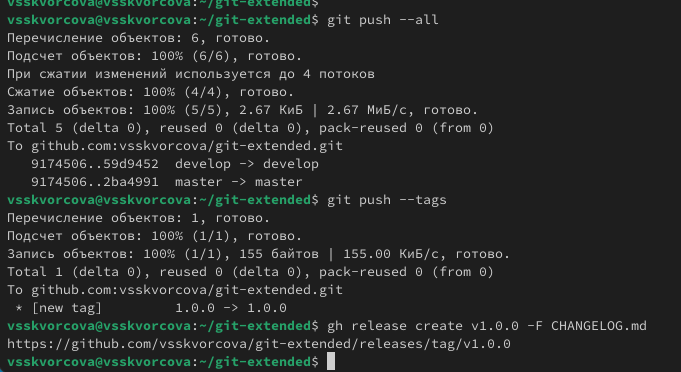 vsskvorcova@vsskvorcova:~/git-extended$
vsskvorcova@vsskvorcova:~/git-extended$ git push --all
Перечисление объектов: 6, готово.
Подсчет объектов: 100% (6/6), готово.
При сжатии изменений используется до 4 потоков
Сжатие объектов: 100% (4/4), готово.
Запись объектов: 100% (5/5), 2.67 КиБ | 2.67 МиБ/с, готово.
Total 5 (delta 0), reused 0 (delta 0), pack-reused 0 (from 0)
To github.com:vsskvorcova/git-extended.git
   9174506..59d9452  develop -> develop
   9174506..2ba4991  master -> master
vsskvorcova@vsskvorcova:~/git-extended$ git push --tags
Перечисление объектов: 1, готово.
Подсчет объектов: 100% (1/1), готово.
Запись объектов: 100% (1/1), 155 байтов | 155.00 КиБ/с, готово.
Total 1 (delta 0), reused 0 (delta 0), pack-reused 0 (from 0)
To github.com:vsskvorcova/git-extended.git
 * [new tag]         1.0.0 -> 1.0.0
vsskvorcova@vsskvorcova:~/git-extended$ gh release create v1.0.0 -F CHANGELOG.md
https://github.com/vsskvorcova/git-extended/releases/tag/v1.0.0
vsskvorcova@vsskvorcova:~/git-extended$